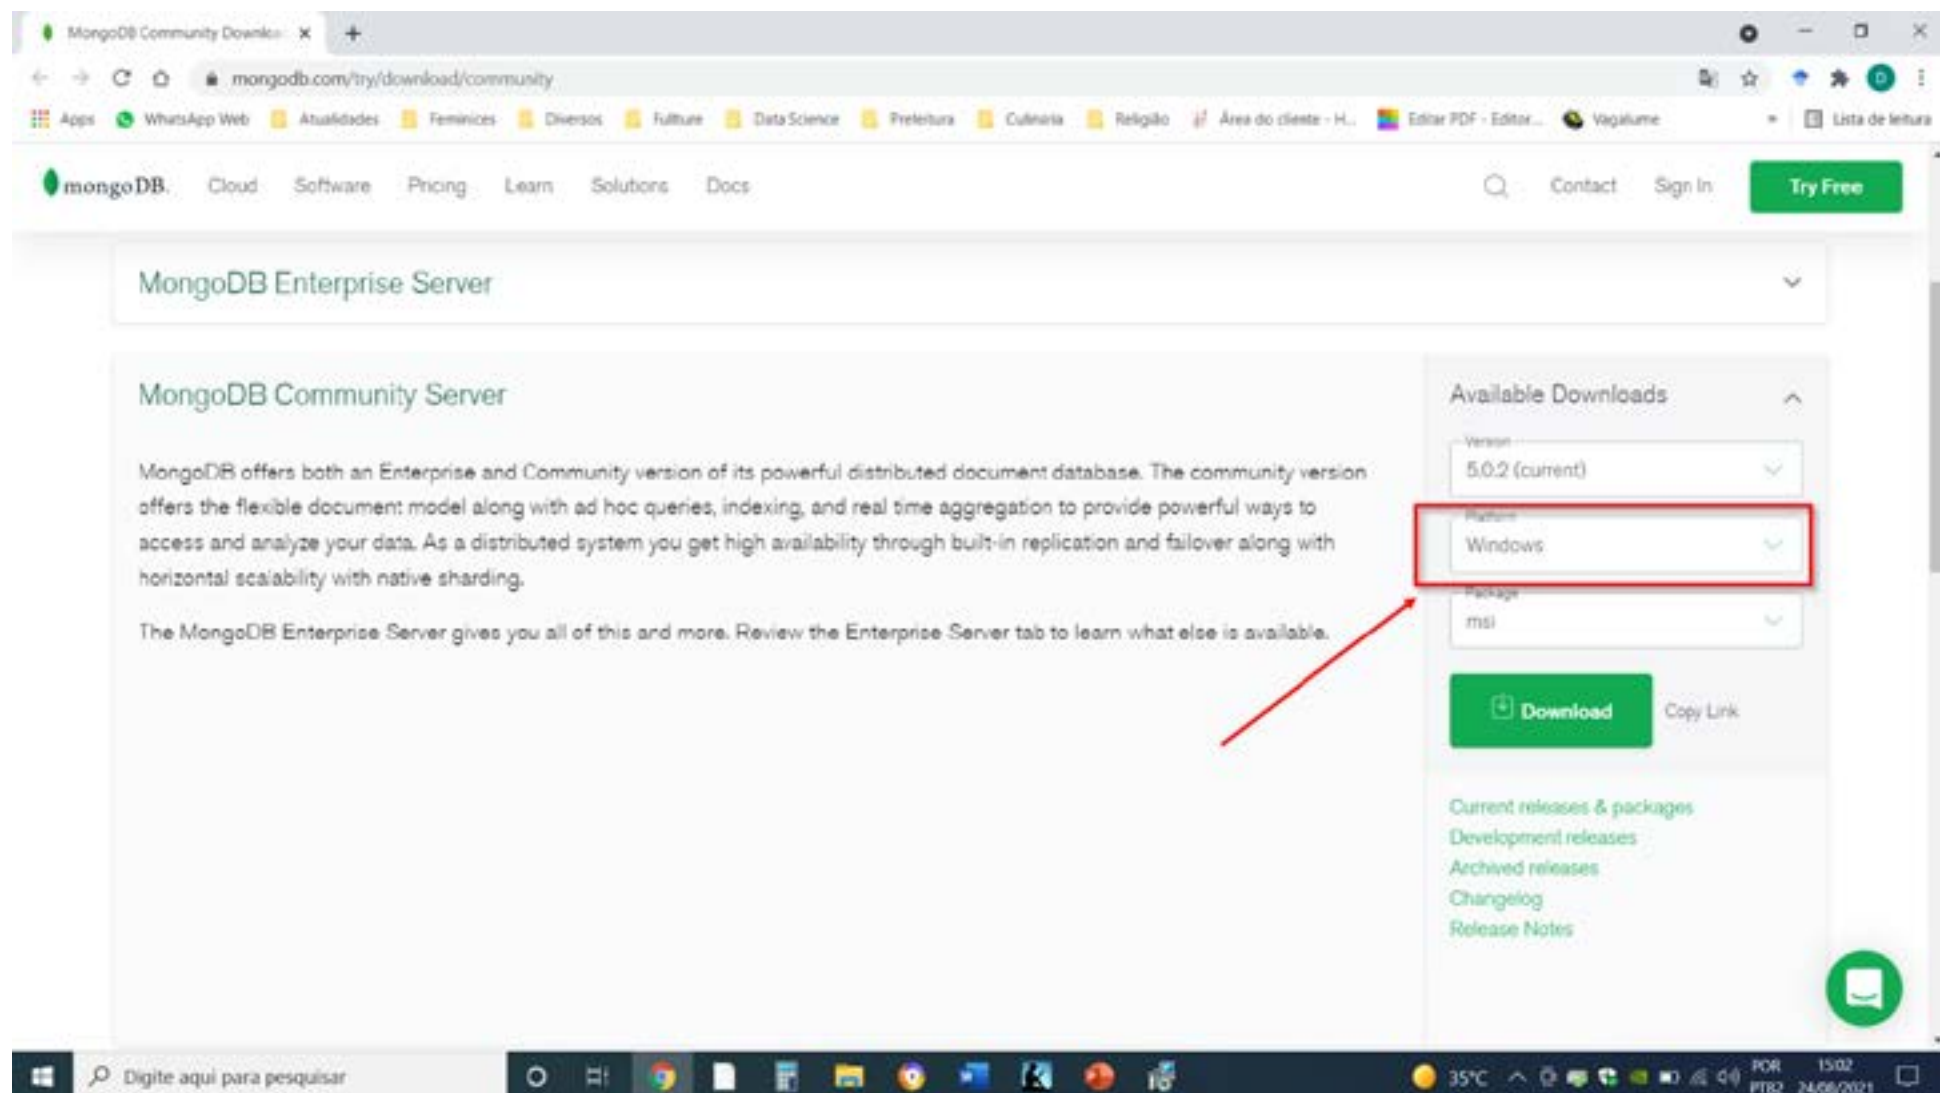 MongoDB Community Downloa
mongodb.com/try/download/community
Apps WhatsApp Web Atualidades Feminices Diversos Fullture Data Science Prefeitura Culinária Religião Área do cliente - H... Editar PDF - Editor... Vagalume » Lista de leitura
mongoDB. Cloud Software Pricing Learn Solutions Docs Contact Sign In Try Free
MongoDB Enterprise Server
MongoDB Community Server
MongoDB offers both an Enterprise and Community version of its powerful distributed document database. The community version
offers the flexible document model along with ad hoc queries, indexing, and real time aggregation to provide powerful ways to
access and analyze your data. As a distributed system you get high availability through built-in replication and failover along with
horizontal scalability with native sharding.
The MongoDB Enterprise Server gives you all of this and more. Review the Enterprise Server tab to learn what else is available.
Available Downloads
Version
5.0.2 (current)
Platform
Windows
Package
msi
Download Copy Link
Current releases & packages
Development releases
Archived releases
Changelog
Release Notes
Digite aqui para pesquisar
35°C
POR 15:02
PTB2 24/08/2021